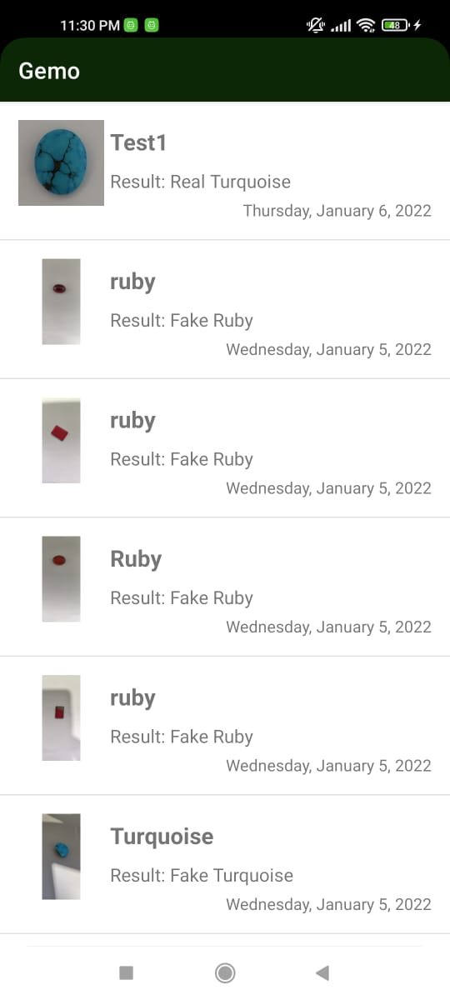 11:30 PM
48
Gemo
Test1
Result: Real Turquoise
Thursday, January 6, 2022
ruby
Result: Fake Ruby
Wednesday, January 5, 2022
ruby
Result: Fake Ruby
Wednesday, January 5, 2022
Ruby
Result: Fake Ruby
Wednesday, January 5, 2022
ruby
Result: Fake Ruby
Wednesday, January 5, 2022
Turquoise
Result: Fake Turquoise
Wednesday, January 5, 2022